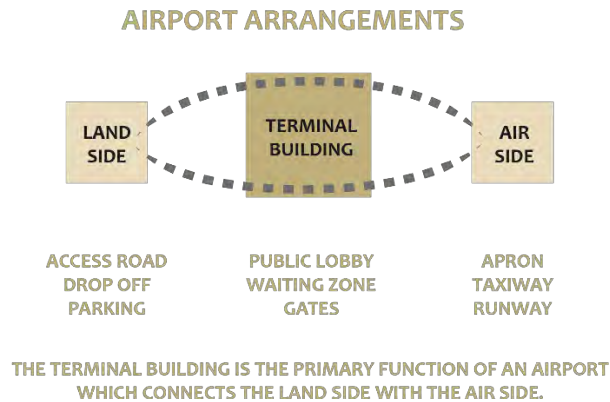 AIRPORT ARRANGEMENTS
LAND
SIDE
TERMINAL
BUILDING
AIR
SIDE
ACCESS ROAD
DROP OFF
PARKING
PUBLIC LOBBY
WAITING ZONE
GATES
APRON
TAXIWAY
RUNWAY
THE TERMINAL BUILDING IS THE PRIMARY FUNCTION OF AN AIRPORT
WHICH CONNECTS THE LAND SIDE WITH THE AIR SIDE.